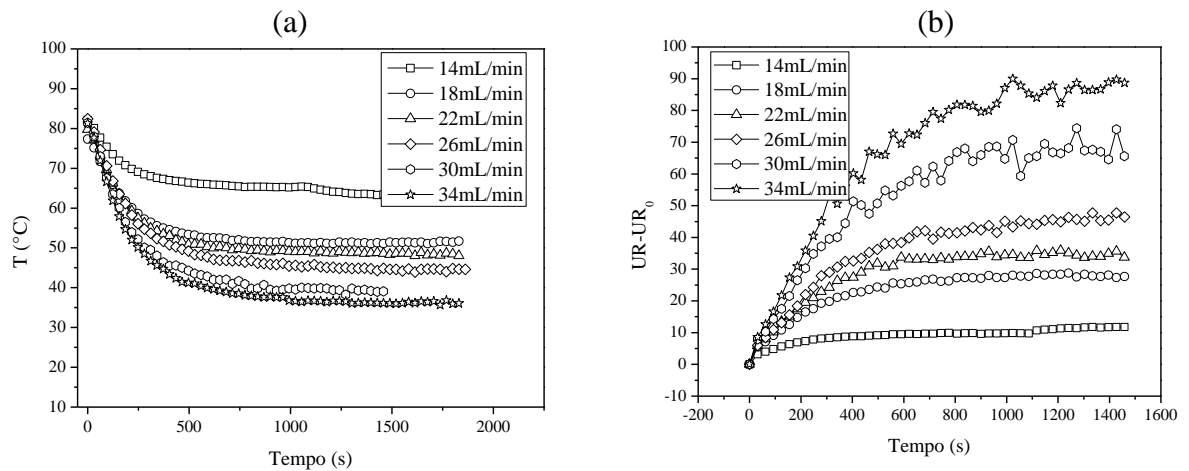 (a)
100
90
80
70
60
50
40
30
20
10
T (°C)
14mL/min
18mL/min
22mL/min
26mL/min
30mL/min
34mL/min
0
500
1000
1500
2000
Tempo (s)
(b)
100
90
80
70
60
50
40
30
20
10
0
-10
UR-UR₀
14mL/min
18mL/min
22mL/min
26mL/min
30mL/min
34mL/min
-200
0
200
400
600
800
1000
1200
1400
1600
Tempo (s)